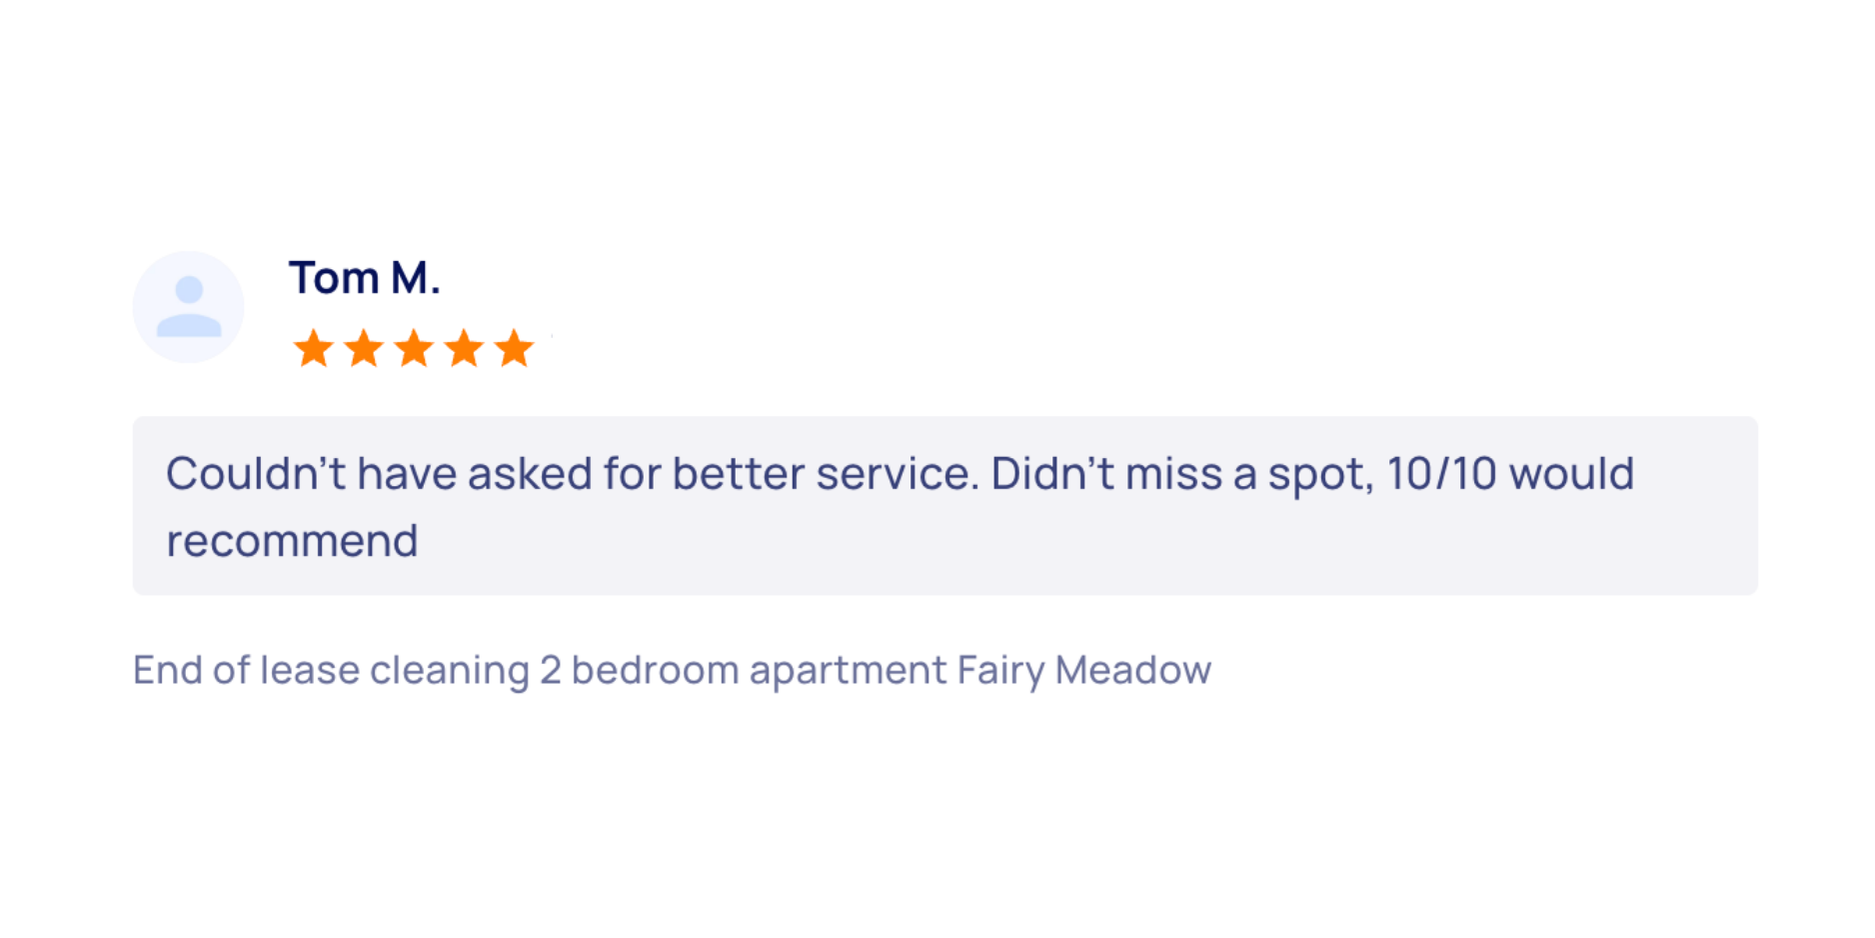 Tom M.
Couldn’t have asked for better service. Didn’t miss a spot, 10/10 would
recommend
End of lease cleaning 2 bedroom apartment Fairy Meadow